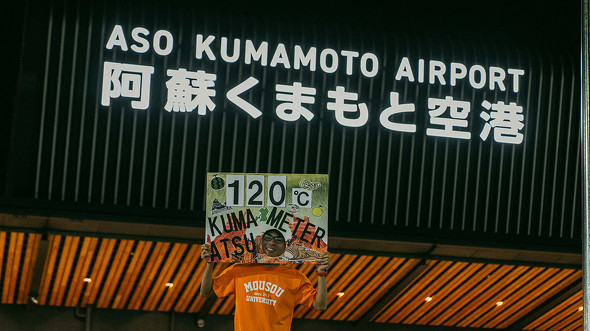 ASO KUMAMOTO AIRPORT
阿蘇くまもと空港
120℃
KUMA METER
ATSU
MOUSOU
UNIVERSITY